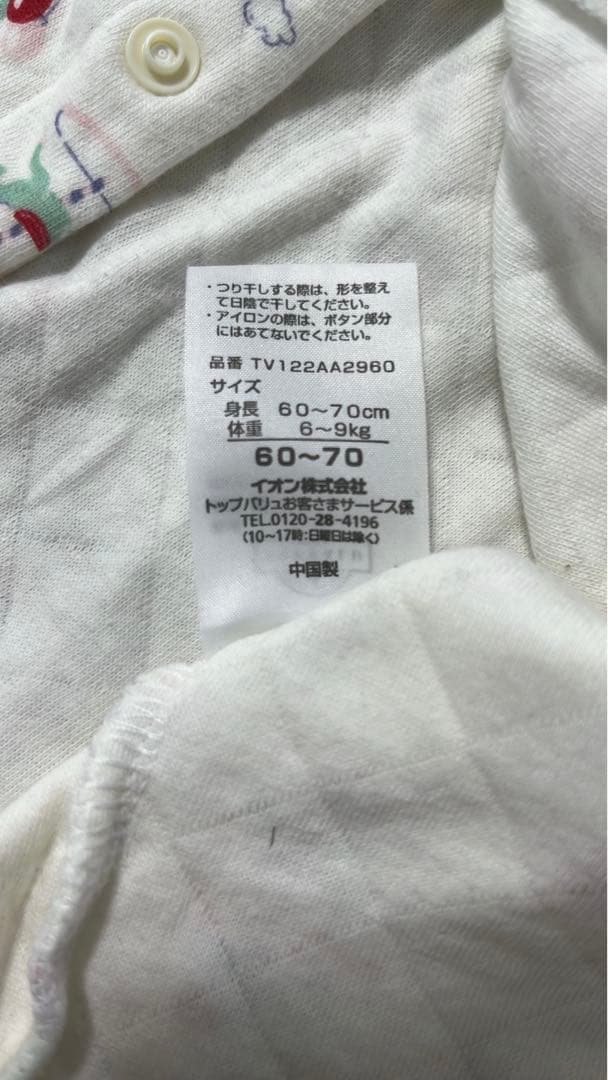 ・つり干しする際は、形を整え
て日陰で干してください。
・アイロンの際は、ボタン部分
にはあてないでください。
品番 TV122AA2960
サイズ
身長 60～70cm
体重 6～9kg
60～70
イオン株式会社
トップバリュお客さまサービス係
TEL.0120-28-4196
(10～17時:日曜日は除く)
中国製